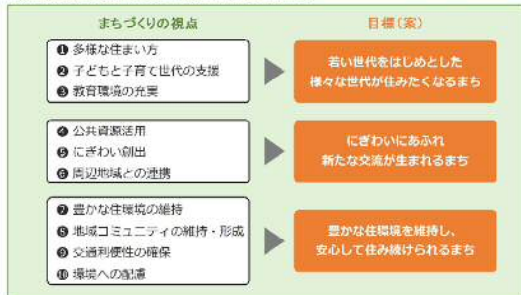 まちづくりの視点
目標（案）
❶ 多様な住まい方
❷ 子どもと子育て世代の支援
❸ 教育環境の充実
若い世代をはじめとした
様々な世代が住みたくなるまち
❹ 公共資源活用
❺ にぎわい創出
❻ 周辺地域との連携
にぎわいにあふれ
新たな交流が生まれるまち
❼ 豊かな住環境の維持
❽ 地域コミュニティの維持・形成
❾ 交通利便性の確保
❿ 環境への配慮
豊かな住環境を維持し、
安心して住み続けられるまち